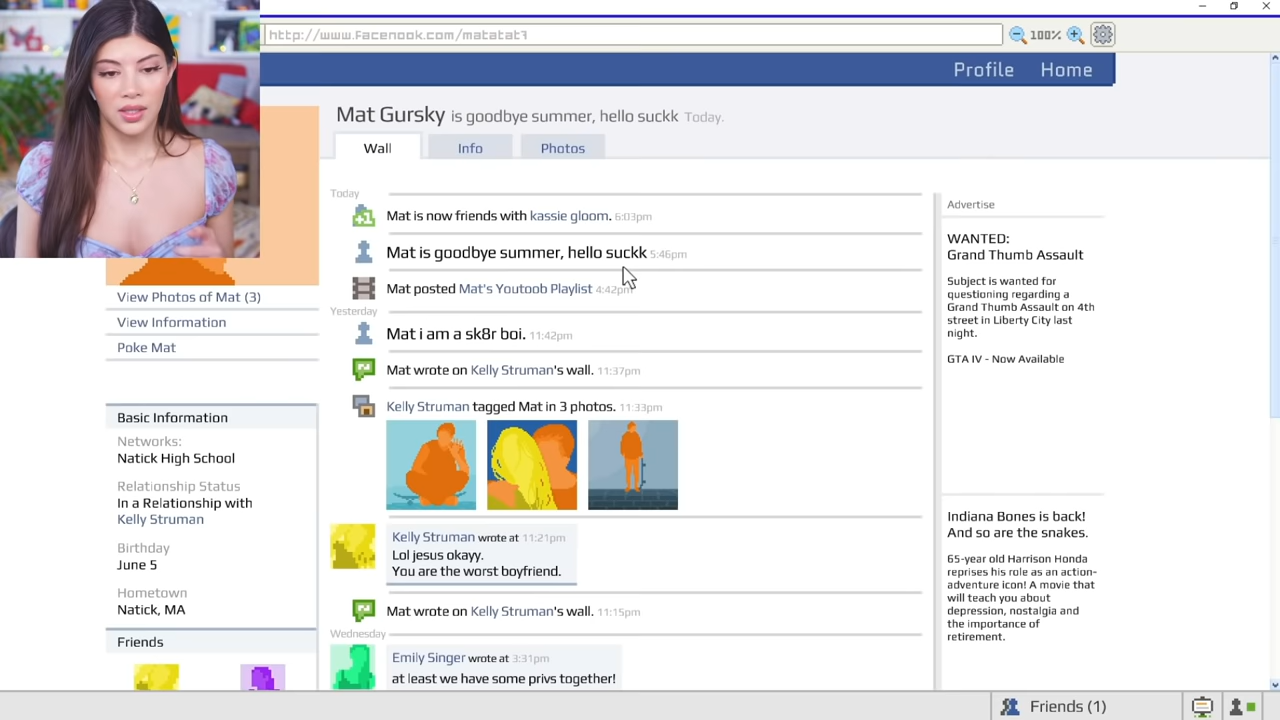 http://www.facenook.com/matatat7
100%
Profile Home
Mat Gursky is goodbye summer, hello suckk Today.
Wall Info Photos
Today
Mat is now friends with kassie gloom. 6:03pm
Mat is goodbye summer, hello suckk 5:46pm
Mat posted Mat's Youtoob Playlist 4:42pm
Yesterday
Mat i am a sk8r boi. 11:42pm
Mat wrote on Kelly Struman's wall. 11:37pm
Kelly Struman tagged Mat in 3 photos. 11:33pm
Kelly Struman wrote at 11:21pm
Lol jesus okayy.
You are the worst boyfriend.
Mat wrote on Kelly Struman's wall. 11:15pm
Wednesday
Emily Singer wrote at 3:31pm
at least we have some privs together!
View Photos of Mat (3)
View Information
Poke Mat
Basic Information
Networks:
Natick High School
Relationship Status
In a Relationship with
Kelly Struman
Birthday
June 5
Hometown
Natick, MA
Friends
Advertise
WANTED:
Grand Thumb Assault
Subject is wanted for
questioning regarding a
Grand Thumb Assault on 4th
street in Liberty City last
night.
GTA IV - Now Available
Indiana Bones is back!
And so are the snakes.
65-year old Harrison Honda
reprises his role as an action-
adventure icon! A movie that
will teach you about
depression, nostalgia and
the importance of
retirement.
Friends (1)